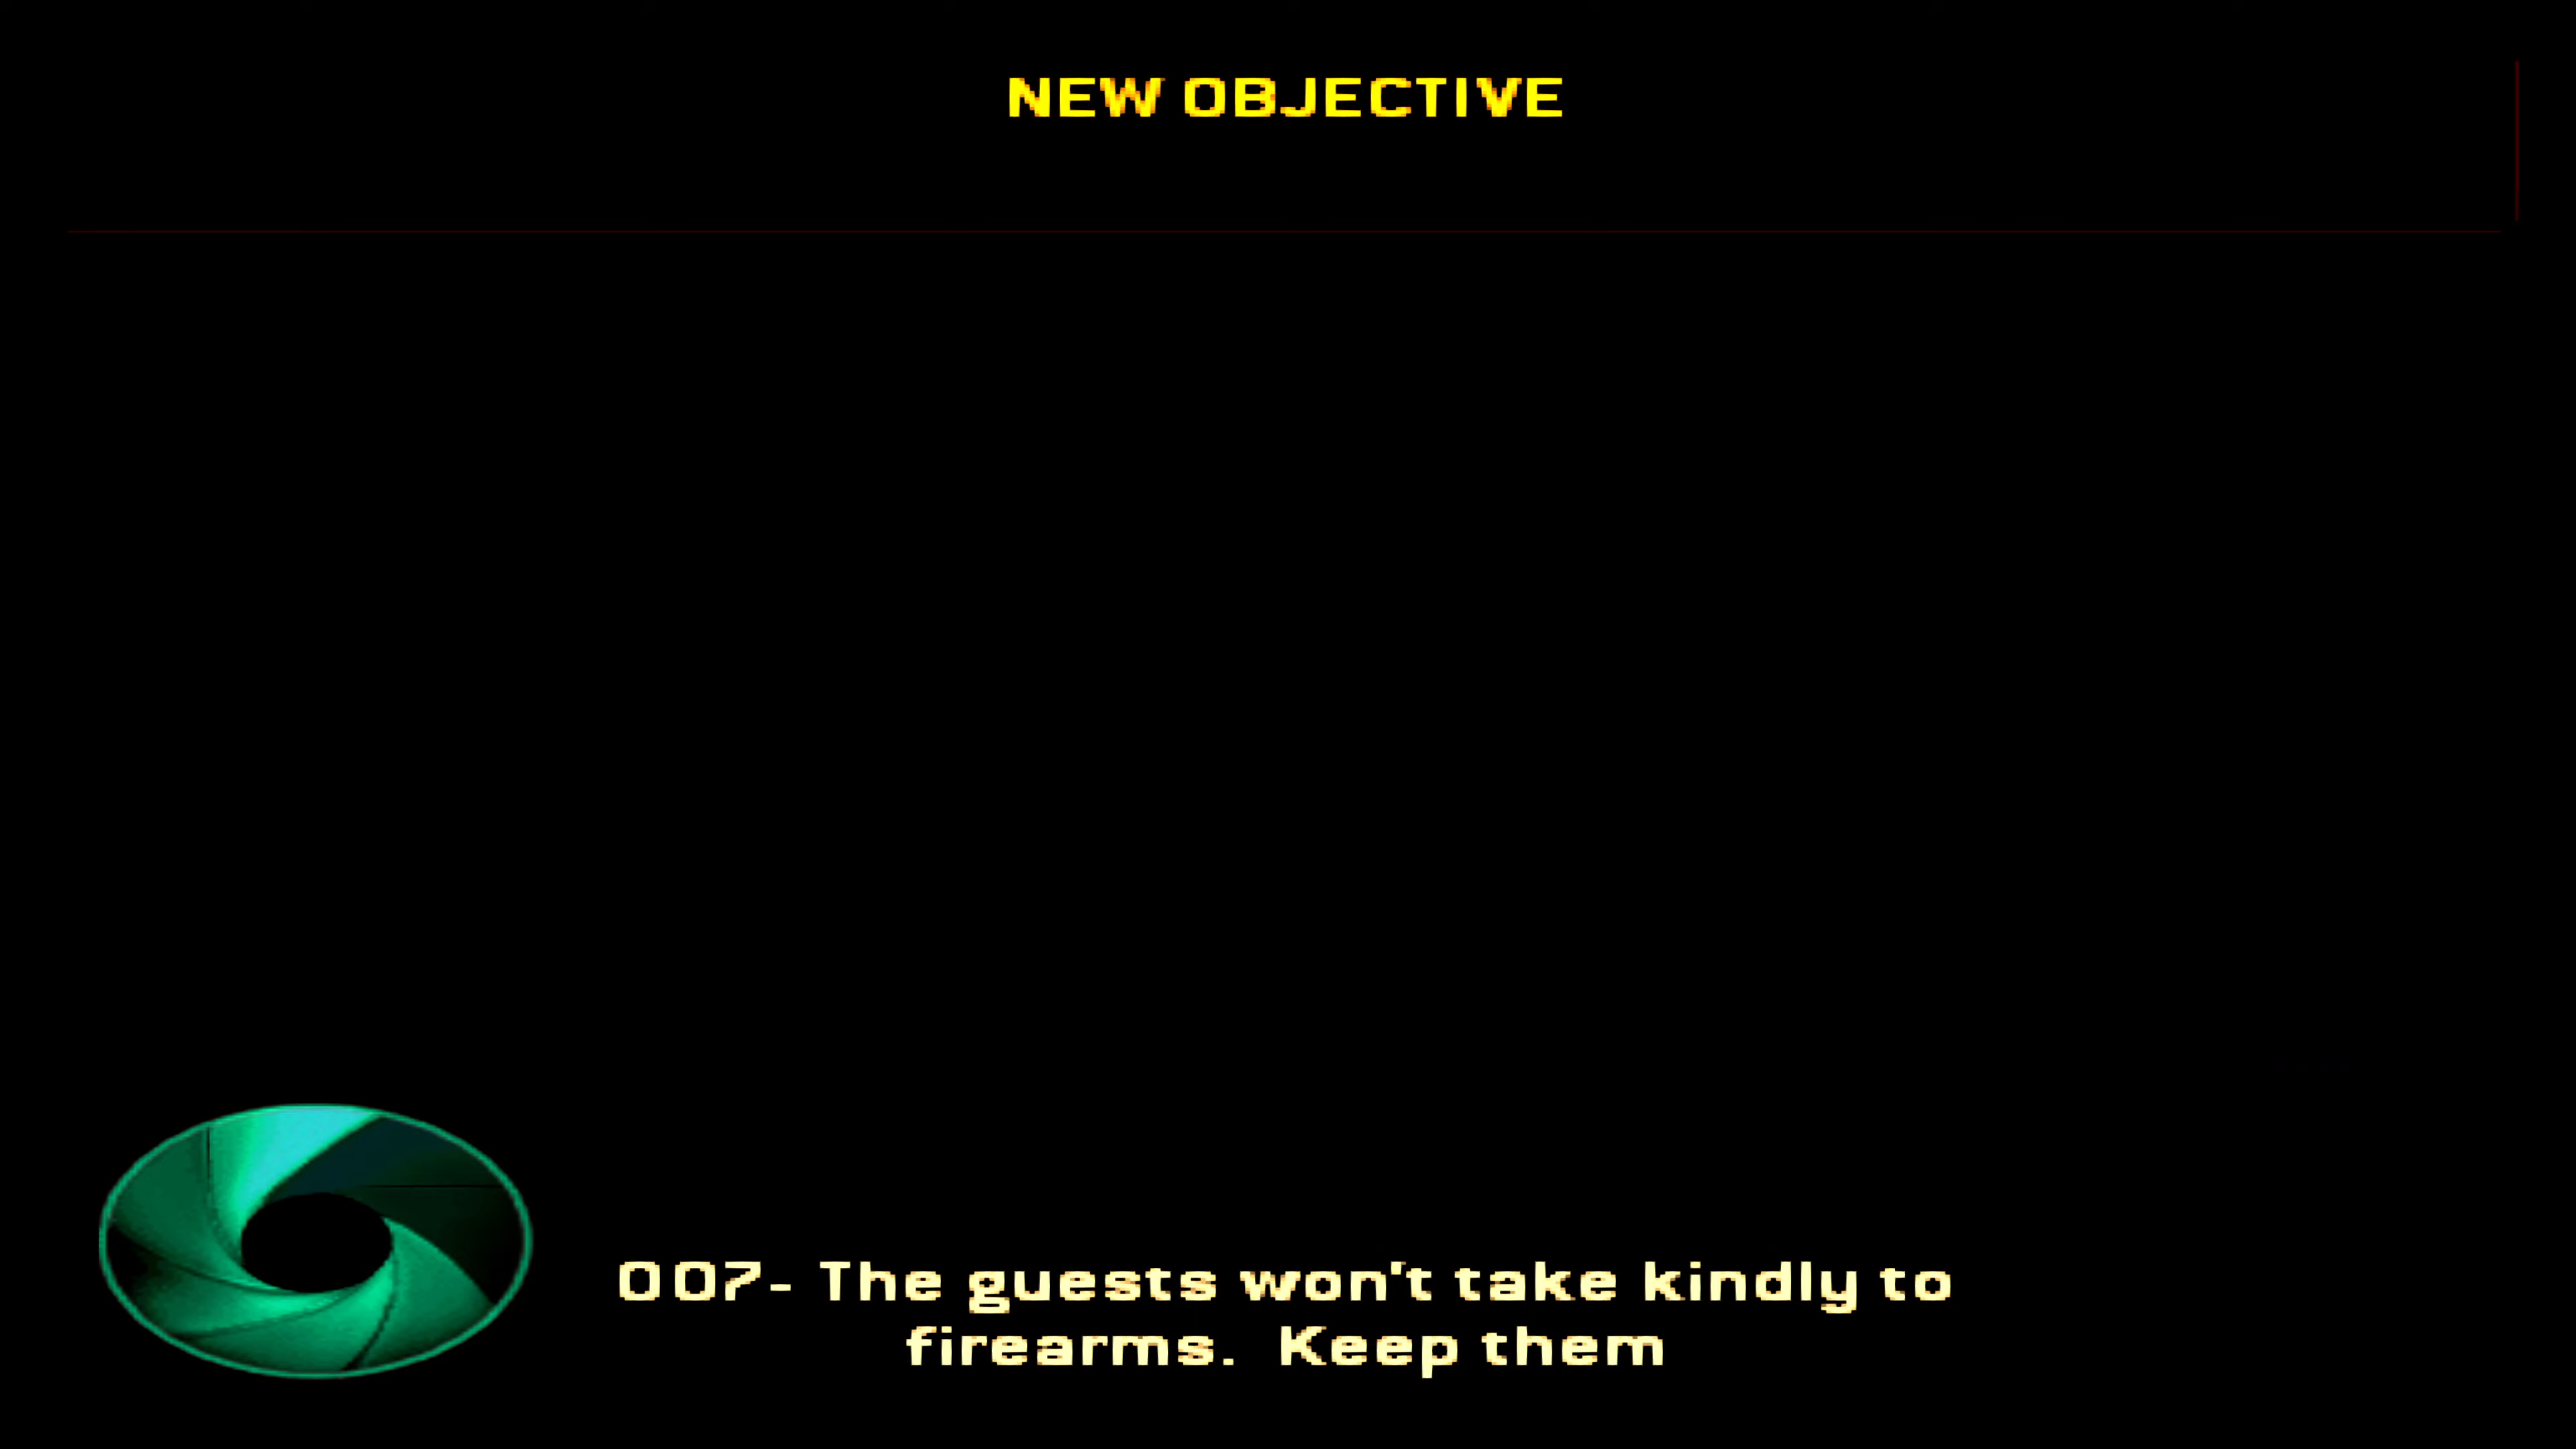 NEW OBJECTIVE
007- The guests won't take kindly to
firearms.  Keep them